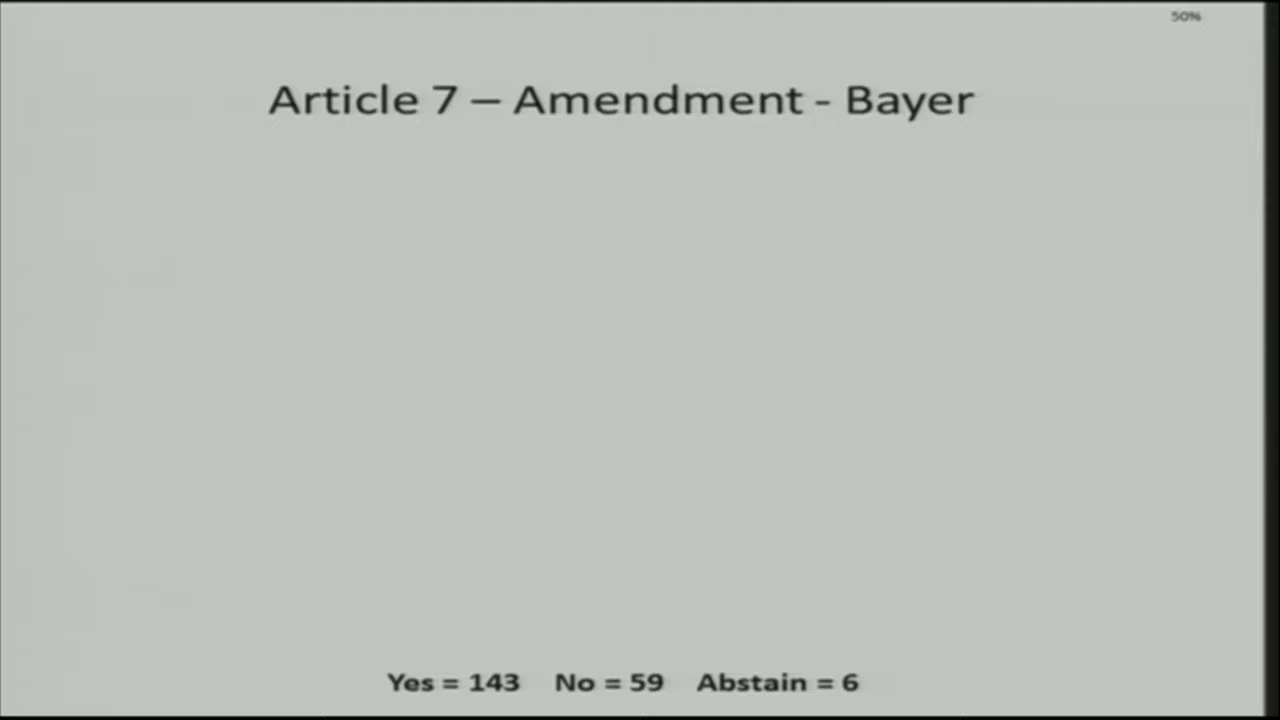 50%
Article 7 – Amendment - Bayer
Yes = 143 No = 59 Abstain = 6